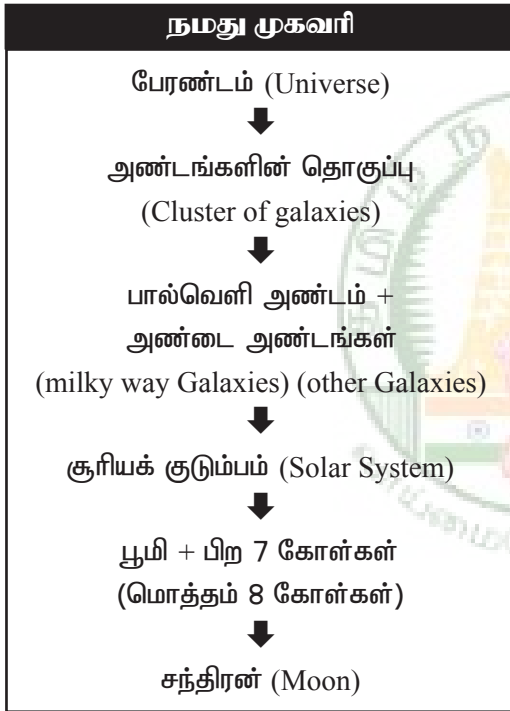 நமது முகவரி
பேரண்டம் (Universe)
அண்டங்களின் தொகுப்பு
(Cluster of galaxies)
பால்வெளி அண்டம் +
அண்டை அண்டங்கள்
(milky way Galaxies) (other Galaxies)
சூரியக் குடும்பம் (Solar System)
பூமி + பிற 7 கோள்கள்
(மொத்தம் 8 கோள்கள்)
சந்திரன் (Moon)